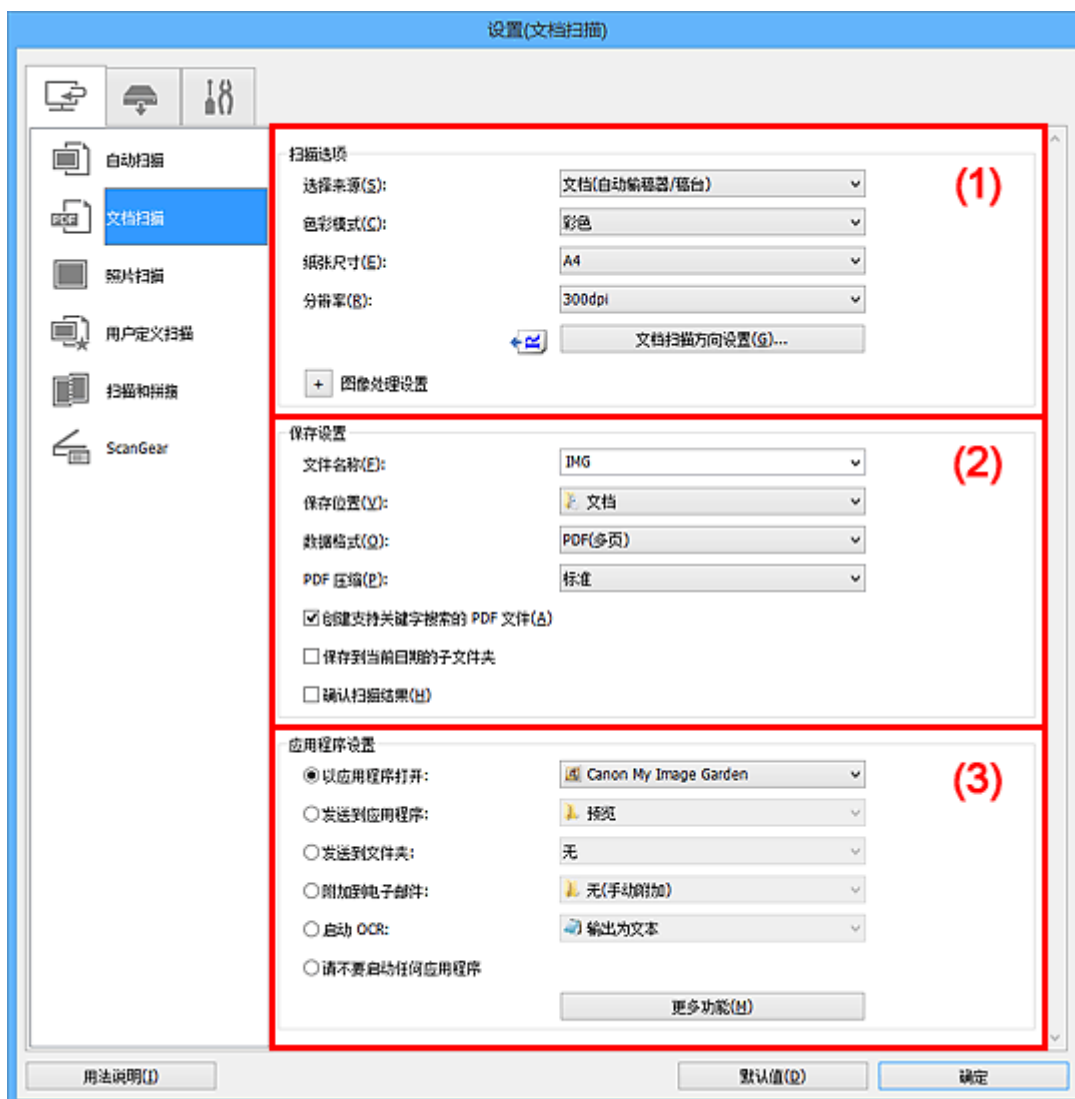 设置(文档扫描)
自动扫描
文档扫描
照片扫描
用户定义扫描
扫描和拼接
ScanGear
扫描选项
(1)
选择来源(S): 文档(自动输稿器/稿台)
色彩模式(C): 彩色
纸张尺寸(E): A4
分辨率(R): 300dpi
文档扫描方向设置(G)...
+ 图像处理设置
保存设置
(2)
文件名称(F): IMG
保存位置(V): 文档
数据格式(O): PDF(多页)
PDF 压缩(P): 标准
创建支持关键字搜索的 PDF 文件(A)
保存到当前日期的子文件夹
确认扫描结果(H)
应用程序设置
(3)
以应用程序打开: Canon My Image Garden
发送到应用程序: 预览
发送到文件夹: 无
附加到电子邮件: 无(手动附加)
启动 OCR: 输出为文本
请不要启动任何应用程序
更多功能(M)
用法说明(I)
默认值(D)
确定